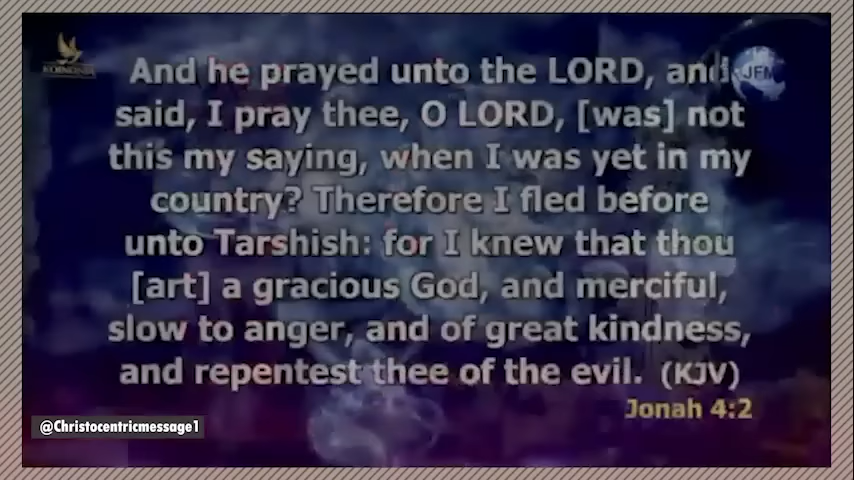 KOINONIA
And he prayed unto the LORD, and
JFM
said, I pray thee, O LORD, [was] not
this my saying, when I was yet in my
country? Therefore I fled before
unto Tarshish: for I knew that thou
[art] a gracious God, and merciful,
slow to anger, and of great kindness,
and repentest thee of the evil. (KJV)
Jonah 4:2
@Christocentricmessage1